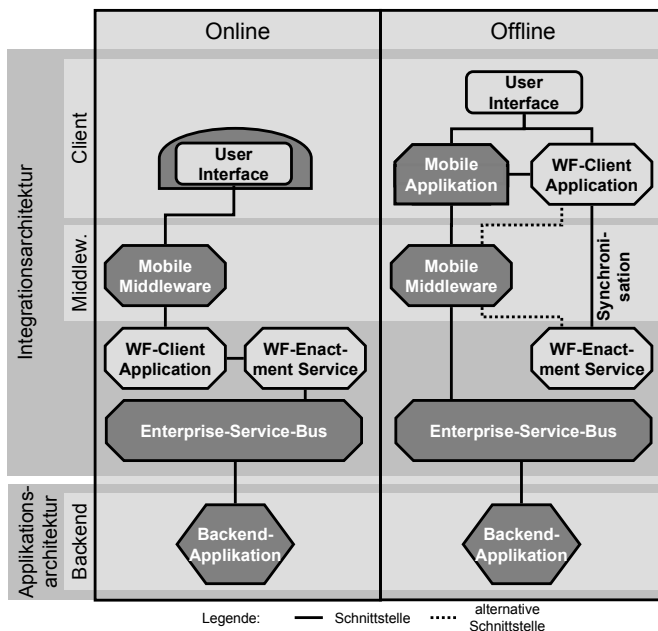 Online
Offline
Integrationsarchitektur
Client
Middlew.
Applikations-
architektur
Backend
User
Interface
Mobile
Middleware
WF-Client
Application
WF-Enact-
ment Service
Enterprise-Service-Bus
Backend-
Applikation
User
Interface
Mobile
Applikation
WF-Client
Application
Mobile
Middleware
Synchroni-
sation
WF-Enact-
ment Service
Enterprise-Service-Bus
Backend-
Applikation
Legende:
Schnittstelle
alternative
Schnittstelle